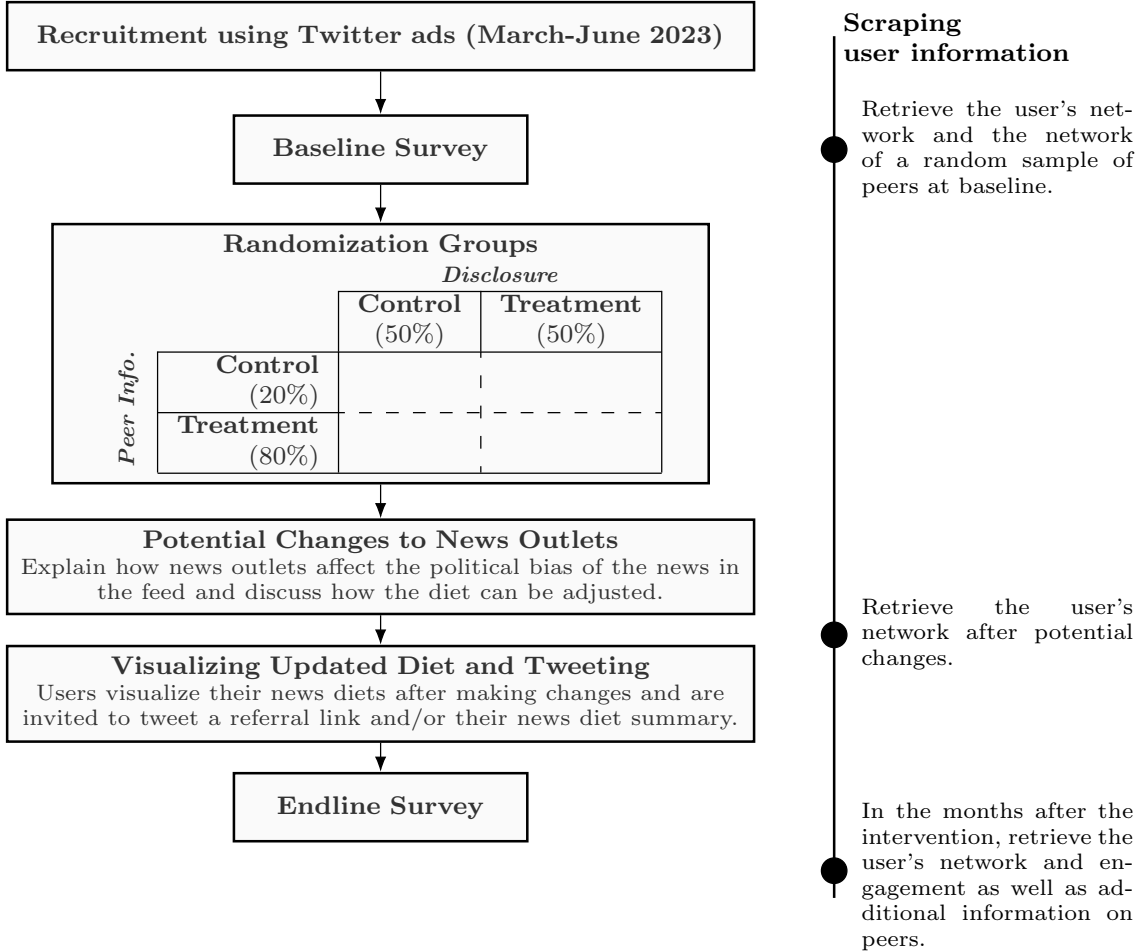 Recruitment using Twitter ads (March-June 2023)
Baseline Survey
Randomization Groups
Disclosure
Control
(50%)
Treatment
(50%)
Peer Info.
Control
(20%)
Treatment
(80%)
Potential Changes to News Outlets
Explain how news outlets affect the political bias of the news in
the feed and discuss how the diet can be adjusted.
Visualizing Updated Diet and Tweeting
Users visualize their news diets after making changes and are
invited to tweet a referral link and/or their news diet summary.
Endline Survey
Scraping
user information
Retrieve the user's net-
work and the network
of a random sample of
peers at baseline.
Retrieve the user's
network after potential
changes.
In the months after the
intervention, retrieve the
user's network and en-
gagement as well as ad-
ditional information on
peers.